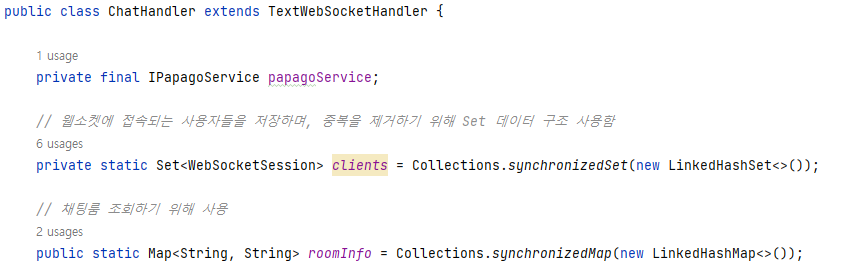 public class ChatHandler extends TextWebSocketHandler {
1 usage
private final IPapagoService papagoService;
// 웹소켓에 접속되는 사용자들을 저장하며, 중복을 제거하기 위해 Set 데이터 구조 사용함
6 usages
private static Set<WebSocketSession> clients = Collections.synchronizedSet(new LinkedHashSet<>());
// 채팅룸 조회하기 위해 사용
2 usages
public static Map<String, String> roomInfo = Collections.synchronizedMap(new LinkedHashMap<>());